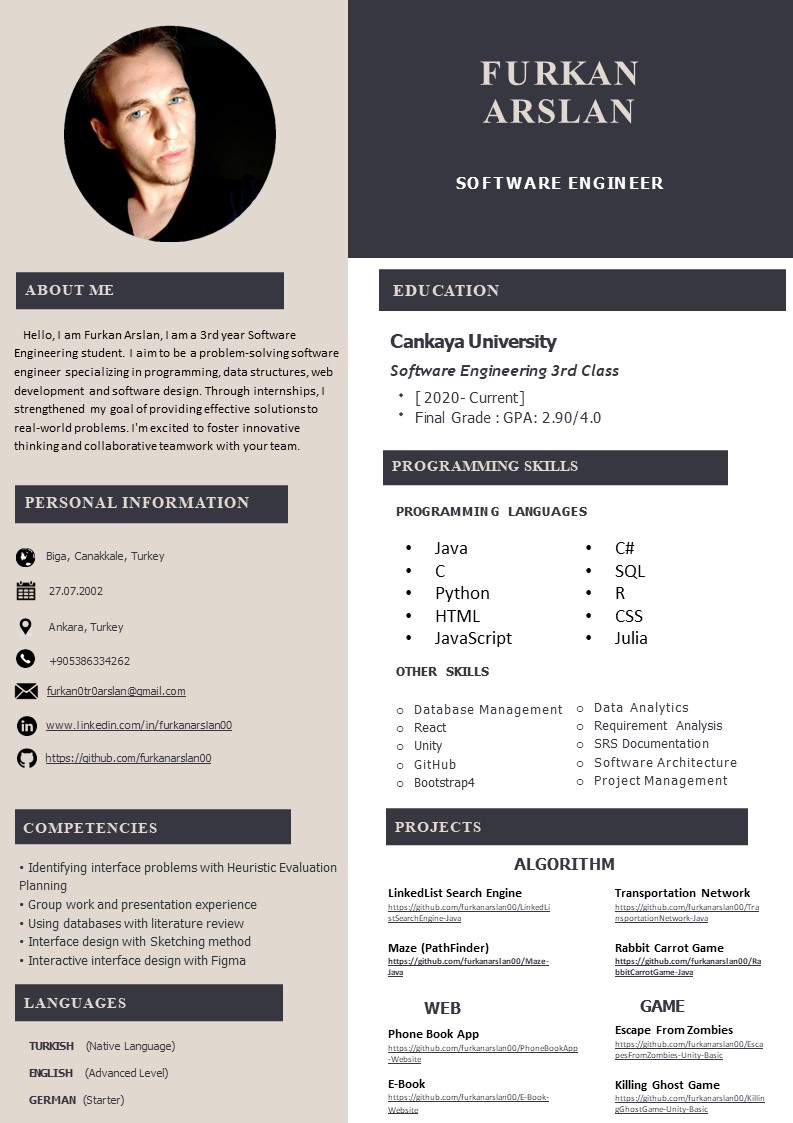 FURKAN
ARSLAN
SOFTWARE ENGINEER
ABOUT ME
Hello, I am Furkan Arslan, I am a 3rd year Software
Engineering student. I aim to be a problem-solving software
engineer specializing in programming, data structures, web
development and software design. Through internships, I
strengthened my goal of providing effective solutions to
real-world problems. I'm excited to foster innovative
thinking and collaborative teamwork with your team.
PERSONAL INFORMATION
Biga, Canakkale, Turkey
27.07.2002
Ankara, Turkey
+905386334262
furkan0tr0arslan@gmail.com
www.linkedin.com/in/furkanarslan00
https://github.com/furkanarslan00
COMPETENCIES
• Identifying interface problems with Heuristic Evaluation
Planning
• Group work and presentation experience
• Using databases with literature review
• Interface design with Sketching method
• Interactive interface design with Figma
LANGUAGES
TURKISH (Native Language)
ENGLISH (Advanced Level)
GERMAN (Starter)
EDUCATION
Cankaya University
Software Engineering 3rd Class
• [ 2020- Current]
• Final Grade : GPA: 2.90/4.0
PROGRAMMING SKILLS
PROGRAMMING LANGUAGES
• Java
• C
• Python
• HTML
• JavaScript
• C#
• SQL
• R
• CSS
• Julia
OTHER SKILLS
o Database Management
o React
o Unity
o GitHub
o Bootstrap4
o Data Analytics
o Requirement Analysis
o SRS Documentation
o Software Architecture
o Project Management
PROJECTS
ALGORITHM
LinkedList Search Engine
https://github.com/furkanarslan00/LinkedLi
stSearchEngine-Java
Transportation Network
https://github.com/furkanarslan00/Tra
nsportationNetwork-Java
Maze (PathFinder)
https://github.com/furkanarslan00/Maze-
Java
Rabbit Carrot Game
https://github.com/furkanarslan00/Ra
bbitCarrotGame-Java
WEB
Phone Book App
https://github.com/furkanarslan00/PhoneBookApp
-Website
E-Book
https://github.com/furkanarslan00/E-Book-
Website
GAME
Escape From Zombies
https://github.com/furkanarslan00/Esca
pesFromZombies-Unity-Basic
Killing Ghost Game
https://github.com/furkanarslan00/Killin
gGhostGame-Unity-Basic